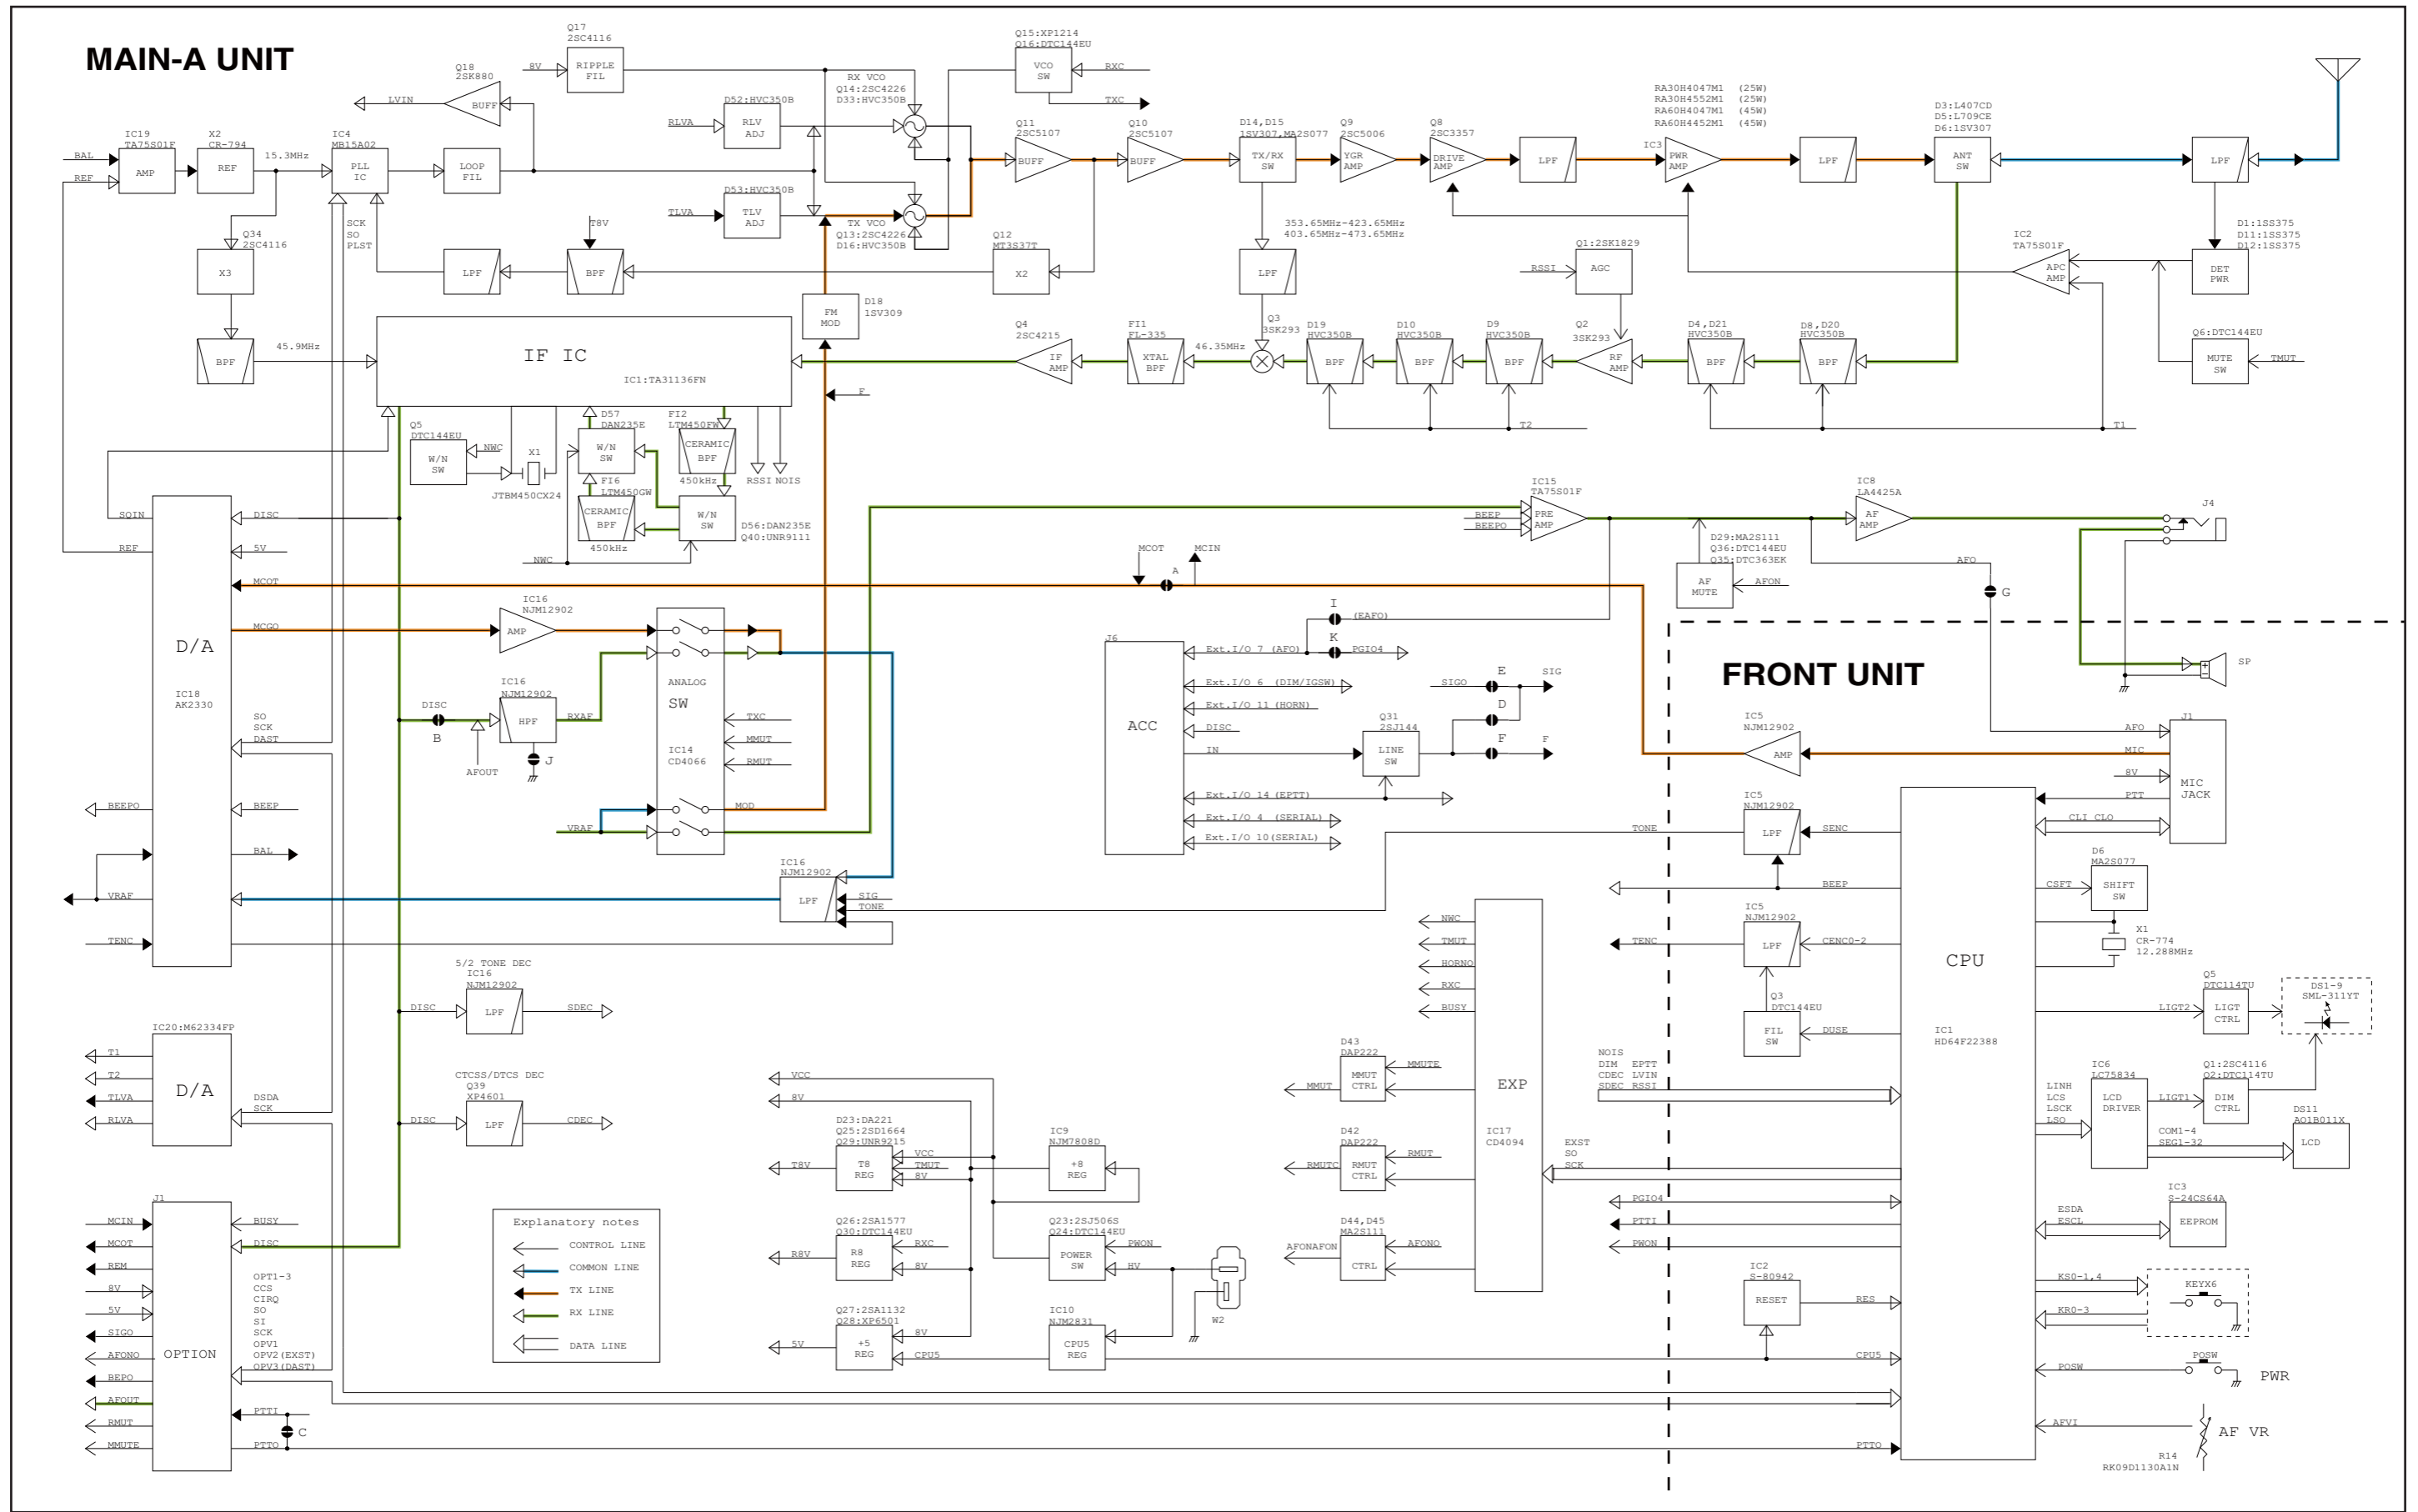 MAIN-A UNIT
Q17
2SC4116
8V
RIPPLE
FIL
Q18
2SK880
LVIN
BUFF
RX VCO
Q14:2SC4226
D33:HVC350B
Q15:XP1214
Q16:DTC144EU
VCO
SW
RXC
TXC
D52:HVC350B
RLVA
RLV
ADJ
IC19
TA75S01F
BAL
REF
AMP
X2
CR-794
REF
15.3MHz
IC4
MB15A02
PLL
IC
LOOP
FIL
Q11
2SC5107
BUFF
Q10
2SC5107
BUFF
D14,D15
1SV307,MA2S077
TX/RX
SW
Q9
2SC5006
YGR
AMP
Q8
2SC3357
DRIVE
AMP
LPF
RA30H4047M1 (25W)
RA30H4552M1 (25W)
RA60H4047M1 (45W)
RA60H4452M1 (45W)
IC3
PWR
AMP
LPF
D3:L407CD
D5:L709CE
D6:1SV307
ANT
SW
LPF
D53:HVC350B
TLVA
TLV
ADJ
TX VCO
Q13:2SC4226
D16:HVC350B
SCK
SO
PLST
T8V
Q34
2SC4116
X3
LPF
BPF
Q12
MT3S37T
X2
353.65MHz-423.65MHz
403.65MHz-473.65MHz
LPF
Q1:2SK1829
RSSI
AGC
IC2
TA75S01F
APC
AMP
D1:1SS375
D11:1SS375
D12:1SS375
DET
PWR
FM
MOD
D18
1SV309
BPF
45.9MHz
IF IC
IC1:TA31136FN
Q4
2SC4215
IF
AMP
FI1
FL-335
XTAL
BPF
46.35MHz
Q3
3SK293
D19
HVC350B
BPF
D10
HVC350B
BPF
D9
HVC350B
BPF
Q2
3SK293
RF
AMP
D4,D21
HVC350B
BPF
D8,D20
HVC350B
BPF
Q6:DTC144EU
MUTE
SW
TMUT
F
T2
T1
Q5
DTC144EU
W/N
SW
NWC
X1
JTBM450CX24
D57
DAN235E
W/N
SW
FI2
LTM450FW
CERAMIC
BPF
450kHz
RSSI NOIS
FI6
LTM450GW
CERAMIC
BPF
450kHz
W/N
SW
D56:DAN235E
Q40:UNR9111
NWC
SQIN
DISC
REF
5V
MCOT
MCGO
D/A
IC18
AK2330
SO
SCK
DAST
BEEPO
BEEP
BAL
VRAF
TENC
MCOT
MCIN
A
IC15
TA75S01F
BEEP
BEEPO
PRE
AMP
D29:MA2S111
Q36:DTC144EU
Q35:DTC363EK
AF
MUTE
AFON
IC8
LA4425A
AF
AMP
AFO
G
J4
SP
IC16
NJM12902
AMP
IC16
NJM12902
HPF
DISC
B
AFOUT
J
RXAF
ANALOG
SW
TXC
MMUT
RMUT
IC14
CD4066
MOD
VRAF
IC16
NJM12902
LPF
SIG
TONE
J6
ACC
I
(EAFO)
Ext.I/O 7 (AFO)
K
PGIO4
Ext.I/O 6 (DIM/IGSW)
Ext.I/O 11 (HORN)
DISC
IN
Ext.I/O 14 (EPTT)
Ext.I/O 4 (SERIAL)
Ext.I/O 10(SERIAL)
Q31
2SJ144
LINE
SW
SIGO
E
SIG
D
F
F
FRONT UNIT
IC5
NJM12902
AMP
J1
AFO
MIC
8V
PTT
CLI CLO
MIC
JACK
IC5
NJM12902
TONE
LPF
SENC
BEEP
IC5
NJM12902
TENC
LPF
CENC0-2
Q3
DTC144EU
FIL
SW
DUSE
CPU
IC1
HD64F22388
D6
MA2S077
CSFT
SHIFT
SW
X1
CR-774
12.288MHz
Q5
DTC114TU
LIGT2
LIGT
CTRL
DS1-9
SML-311YT
IC6
LC75834
LINH
LCS
LSCK
LSO
LCD
DRIVER
LIGT1
Q1:2SC4116
Q2:DTC114TU
DIM
CTRL
COM1-4
SEG1-32
DS11
AO1B011X
LCD
IC3
S-24CS64A
ESDA
ESCL
EEPROM
KS0-1,4
KR0-3
KEYX6
POSW
POSW
PWR
AFVI
AF VR
R14
RK09D1130A1N
5/2 TONE DEC
IC16
NJM12902
DISC
LPF
SDEC
IC20:M62334FP
T1
T2
TLVA
RLVA
D/A
DSDA
SCK
CTCSS/DTCS DEC
Q39
XP4601
DISC
LPF
CDEC
NWC
TMUT
HORNO
RXC
BUSY
EXP
IC17
CD4094
D43
DAP222
MMUT
MMUT
CTRL
MMUTE
D42
DAP222
RMUTC
RMUT
CTRL
RMUT
D44,D45
MA2S111
AFONAFON
CTRL
AFONO
NOIS
DIM EPTT
CDEC LVIN
SDEC RSSI
EXST
SO
SCK
VCC
8V
D23:DA221
Q25:2SD1664
Q29:UNR9215
T8V
T8
REG
VCC
TMUT
8V
IC9
NJM7808D
+8
REG
Q26:2SA1577
Q30:DTC144EU
R8V
R8
REG
RXC
8V
Q23:2SJ506S
Q24:DTC144EU
POWER
SW
PWON
HV
W2
Q27:2SA1132
Q28:XP6501
5V
+5
REG
8V
CPU5
IC10
NJM2831
CPU5
REG
PGIO4
PTTI
PWON
IC2
S-80942
RESET
RES
CPU5
PTTO
J1
MCIN
MCOT
REM
8V
5V
SIGO
AFONO
BEPO
AFOUT
RMUT
MMUTE
OPTION
BUSY
DISC
OPT1-3
CCS
CIRQ
SO
SI
SCK
OPV1
OPV2(EXST)
OPV3(DAST)
PTTI
C
PTTO
Explanatory notes
CONTROL LINE
COMMON LINE
TX LINE
RX LINE
DATA LINE